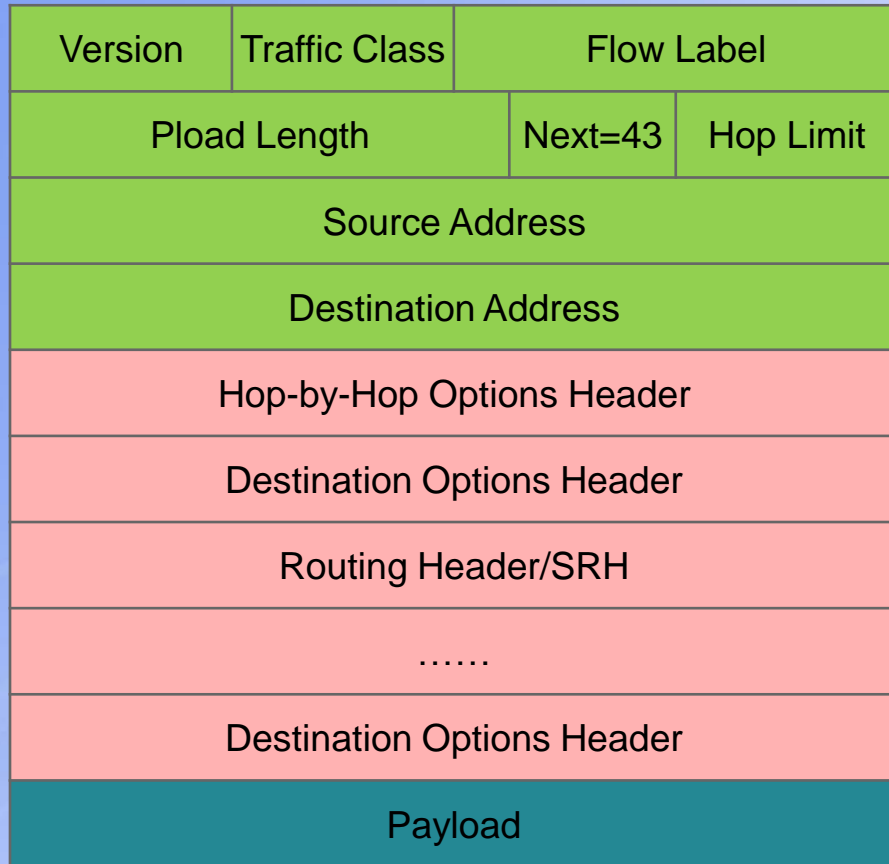 Version Traffic Class Flow Label
Pload Length Next=43 Hop Limit
Source Address
Destination Address
Hop-by-Hop Options Header
Destination Options Header
Routing Header/SRH
……
Destination Options Header
Payload